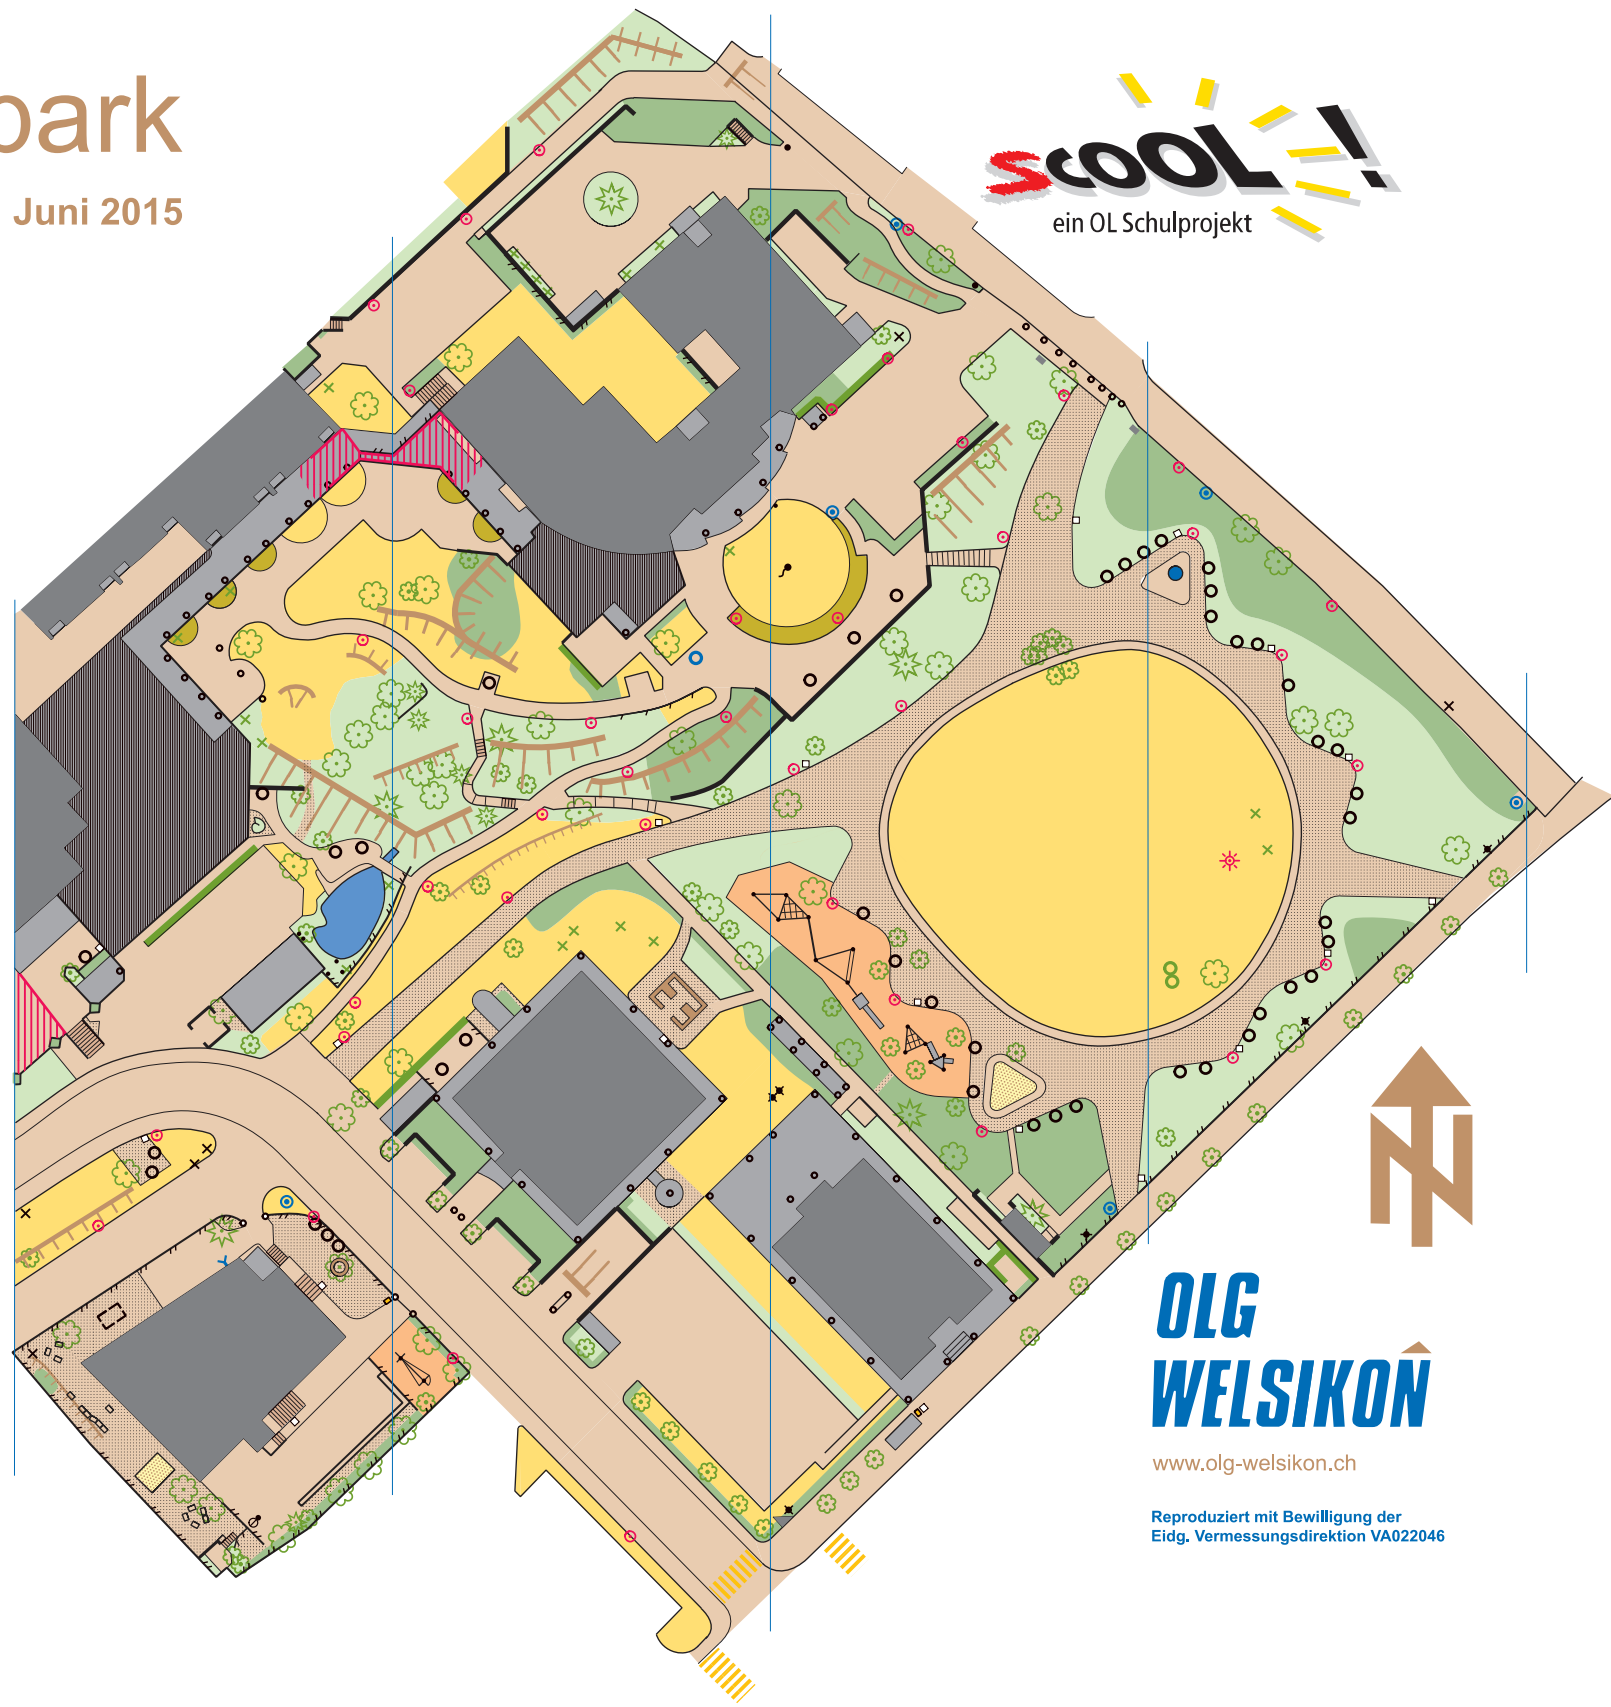 park
Juni 2015
scOOL !
ein OL Schulprojekt
N
OLG
WELSIKON
www.olg-welsikon.ch
Reproduziert mit Bewilligung der
Eidg. Vermessungsdirektion VA022046